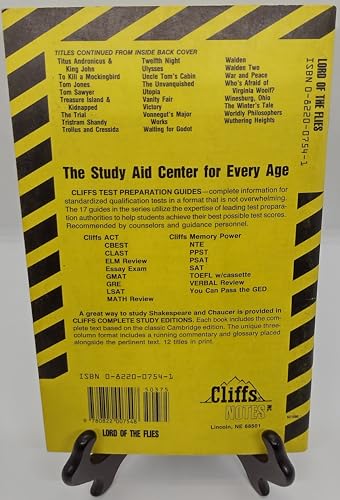 TITLES CONTINUED FROM INSIDE BACK COVER
Titus Andronicus &
King John
To Kill a Mockingbird
Tom Jones
Tom Sawyer
Treasure Island &
Kidnapped
The Trial
Tristram Shandy
Troilus and Cressida
Twelfth Night
Ulysses
Uncle Tom's Cabin
The Unvanquished
Utopia
Vanity Fair
Victory
Vonnegut's Major
Works
Waiting for Godot
Walden
Walden Two
War and Peace
Who's Afraid of
Virginia Woolf?
Winesburg, Ohio
The Winter's Tale
Worldly Philosophers
Wuthering Heights
LORD OF THE FLIES
ISBN 0-8220-0754-1
The Study Aid Center for Every Age
CLIFFS TEST PREPARATION GUIDES—complete information for
standardized qualification tests in a format that is not overwhelming.
The 17 guides in the series utilize the expertise of leading test prepa-
ration authorities to help students achieve their best possible test scores.
Recommended by counselors and guidance personnel.
Cliffs ACT
CBEST
CLAST
ELM Review
Essay Exam
GMAT
GRE
LSAT
MATH Review
Cliffs Memory Power
NTE
PPST
PSAT
SAT
TOEFL w/cassette
VERBAL Review
You Can Pass the GED
A great way to study Shakespeare and Chaucer is provided in
CLIFFS COMPLETE STUDY EDITIONS. Each book includes the com-
plete text based on the classic Cambridge edition. The unique three-
column format includes a running commentary and glossary placed
alongside the pertinent text. 12 titles in print.
ISBN 0-8220-0754-1
50375
9 780822 007548
LORD OF THE FLIES
Cliffs
NOTES
Lincoln, NE 68501